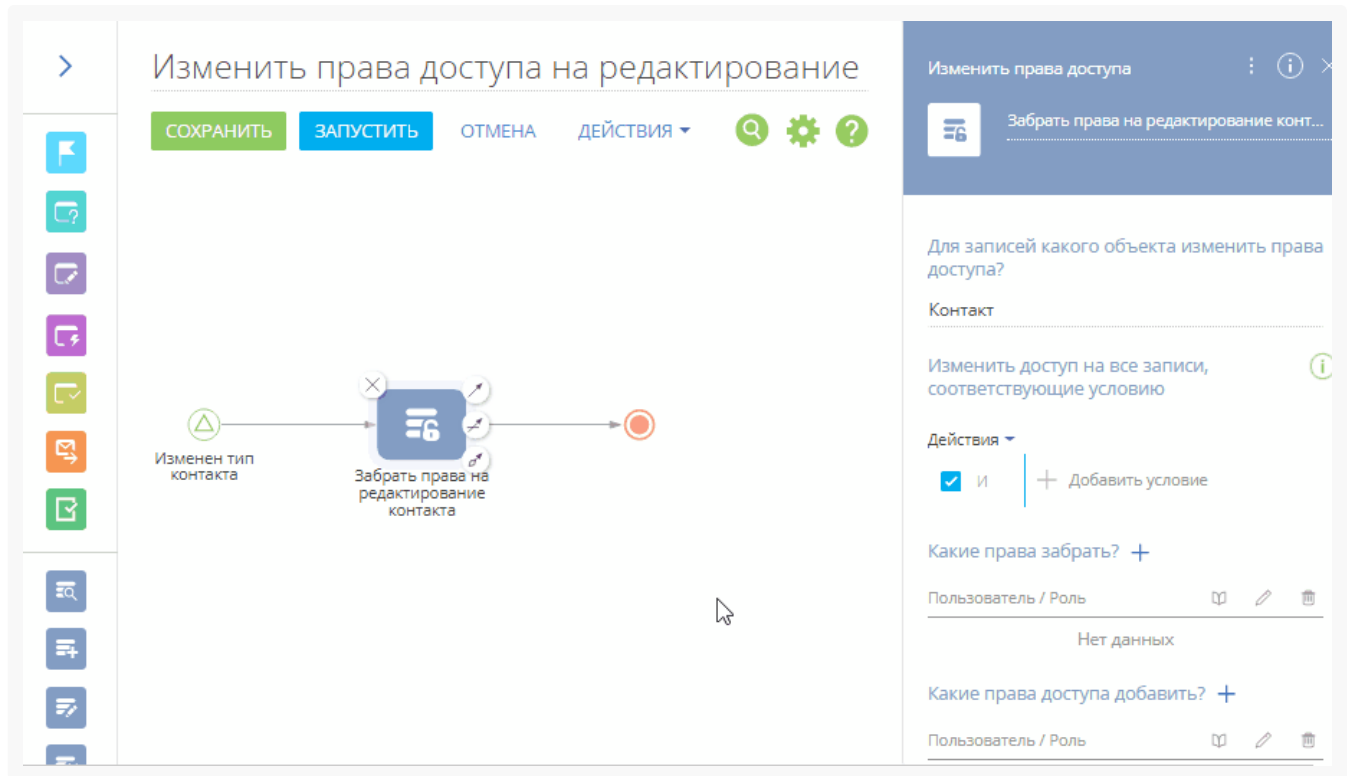 Изменить права доступа на редактирование
СОХРАНИТЬ ЗАПУСТИТЬ ОТМЕНА ДЕЙСТВИЯ
Изменен тип
контакта
Забрать права на
редактирование
контакта
Изменить права доступа
Забрать права на редактирование конт...
Для записей какого объекта изменить права
доступа?
Контакт
Изменить доступ на все записи,
соответствующие условию
Действия
И Добавить условие
Какие права забрать? +
Пользователь / Роль
Нет данных
Какие права доступа добавить? +
Пользователь / Роль